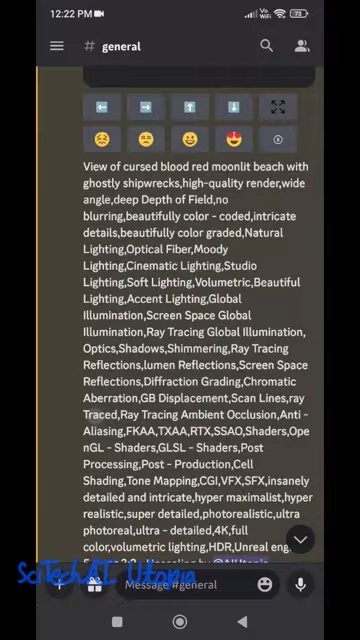 12:22 PM
Vo
WiFi
73
# general
View of cursed blood red moonlit beach with
ghostly shipwrecks,high-quality render,wide
angle,deep Depth of Field,no
blurring,beautifully color - coded,intricate
details,beautifully color graded,Natural
Lighting,Optical Fiber,Moody
Lighting,Cinematic Lighting,Studio
Lighting,Soft Lighting,Volumetric,Beautiful
Lighting,Accent Lighting,Global
Illumination,Screen Space Global
Illumination,Ray Tracing Global Illumination,
Optics,Shadows,Shimmering,Ray Tracing
Reflections,lumen Reflections,Screen Space
Reflections,Diffraction Grading,Chromatic
Aberration,GB Displacement,Scan Lines,ray
Traced,Ray Tracing Ambient Occlusion,Anti -
Aliasing,FKAA,TXAA,RTX,SSAO,Shaders,Ope
nGL - Shaders,GLSL - Shaders,Post
Processing,Post - Production,Cell
Shading,Tone Mapping,CGI,VFX,SFX,insanely
detailed and intricate,hyper maximalist,hyper
realistic,super detailed,photorealistic,ultra
photoreal,ultra - detailed,4K,full
color,volumetric lighting,HDR,Unreal eng
SciTechAI Utopia
Message #general